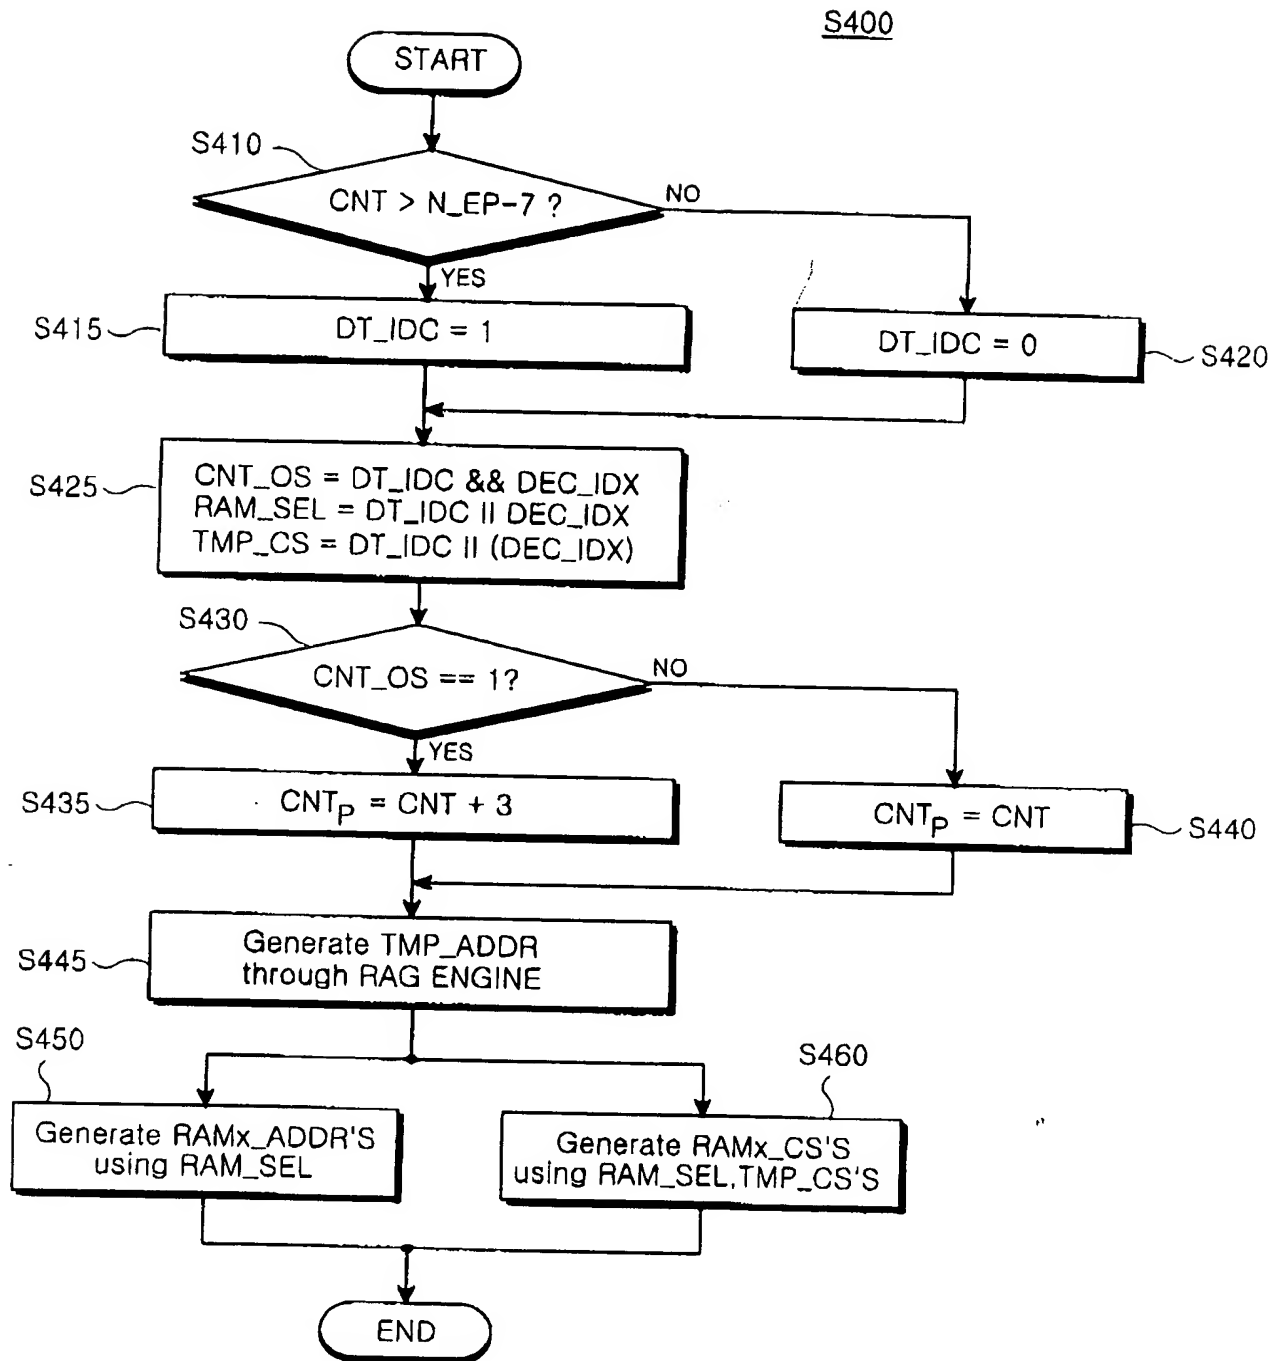 S400
START
S410
CNT > N_EP-7 ?
NO
YES
S415
DT_IDC = 1
DT_IDC = 0
S420
S425
CNT_OS = DT_IDC && DEC_IDX
RAM_SEL = DT_IDC II DEC_IDX
TMP_CS = DT_IDC II (DEC_IDX)
S430
CNT_OS == 1?
NO
YES
S435
CNTP = CNT + 3
CNTP = CNT
S440
S445
Generate TMP_ADDR
through RAG ENGINE
S450
S460
Generate RAMx_ADDR'S
using RAM_SEL
Generate RAMx_CS'S
using RAM_SEL.TMP_CS'S
END